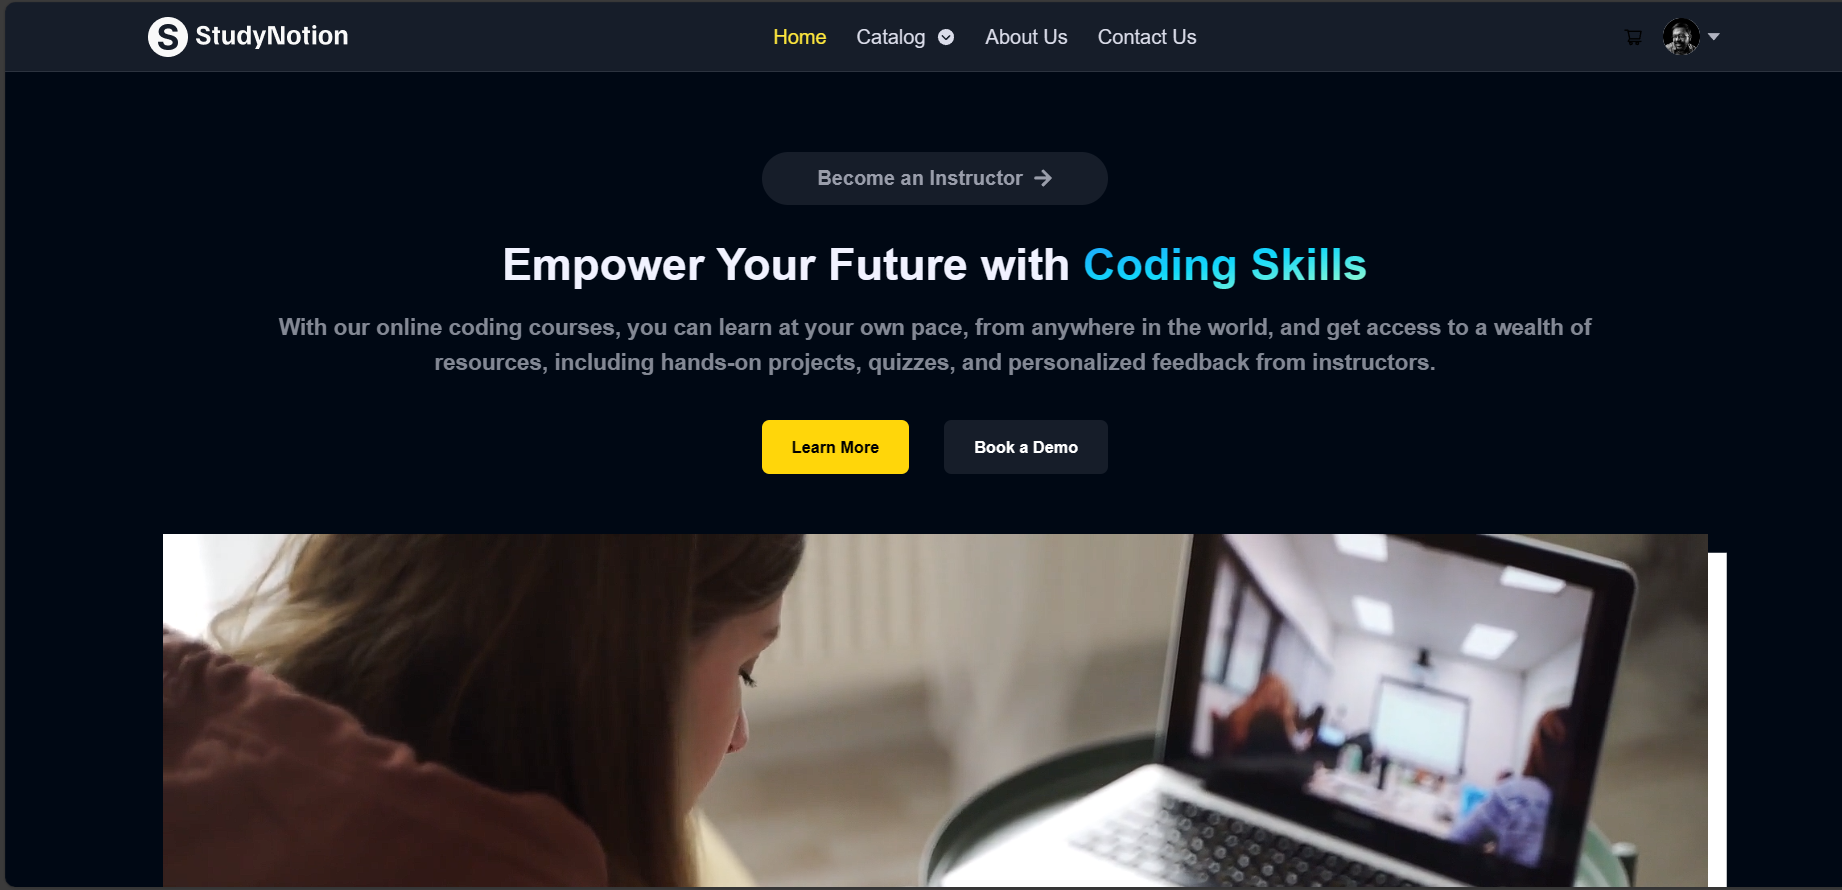 StudyNotion
Home Catalog About Us Contact Us
Become an Instructor
Empower Your Future with Coding Skills
With our online coding courses, you can learn at your own pace, from anywhere in the world, and get access to a wealth of
resources, including hands-on projects, quizzes, and personalized feedback from instructors.
Learn More Book a Demo